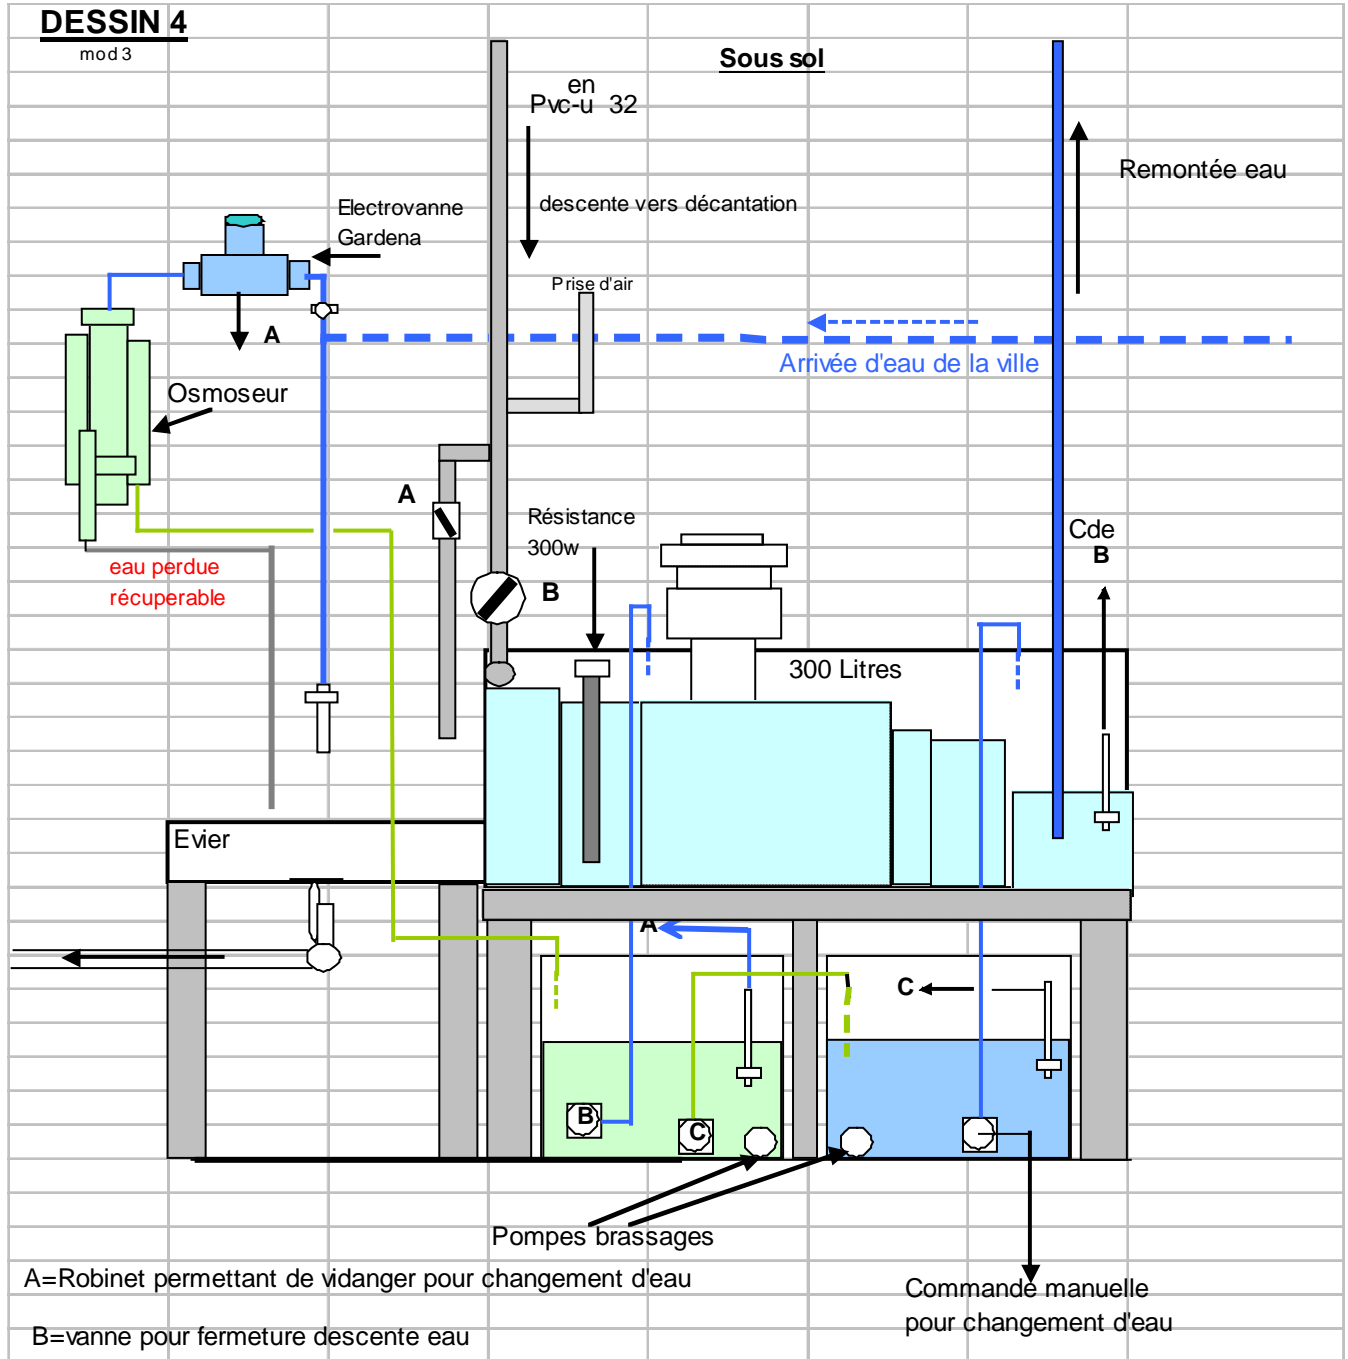 DESSIN 4
mod 3
Sous sol
en
Pvc-u 32
Remontée eau
descente vers décantation
Electrovanne
Gardena
Prise d'air
A
Arrivée d'eau de la ville
Osmoseur
A
Résistance
300w
Cde
B
eau perdue
récuperable
B
300 Litres
Evier
A
C
B
C
Pompes brassages
A=Robinet permettant de vidanger pour changement d'eau
Commande manuelle
pour changement d'eau
B=vanne pour fermeture descente eau